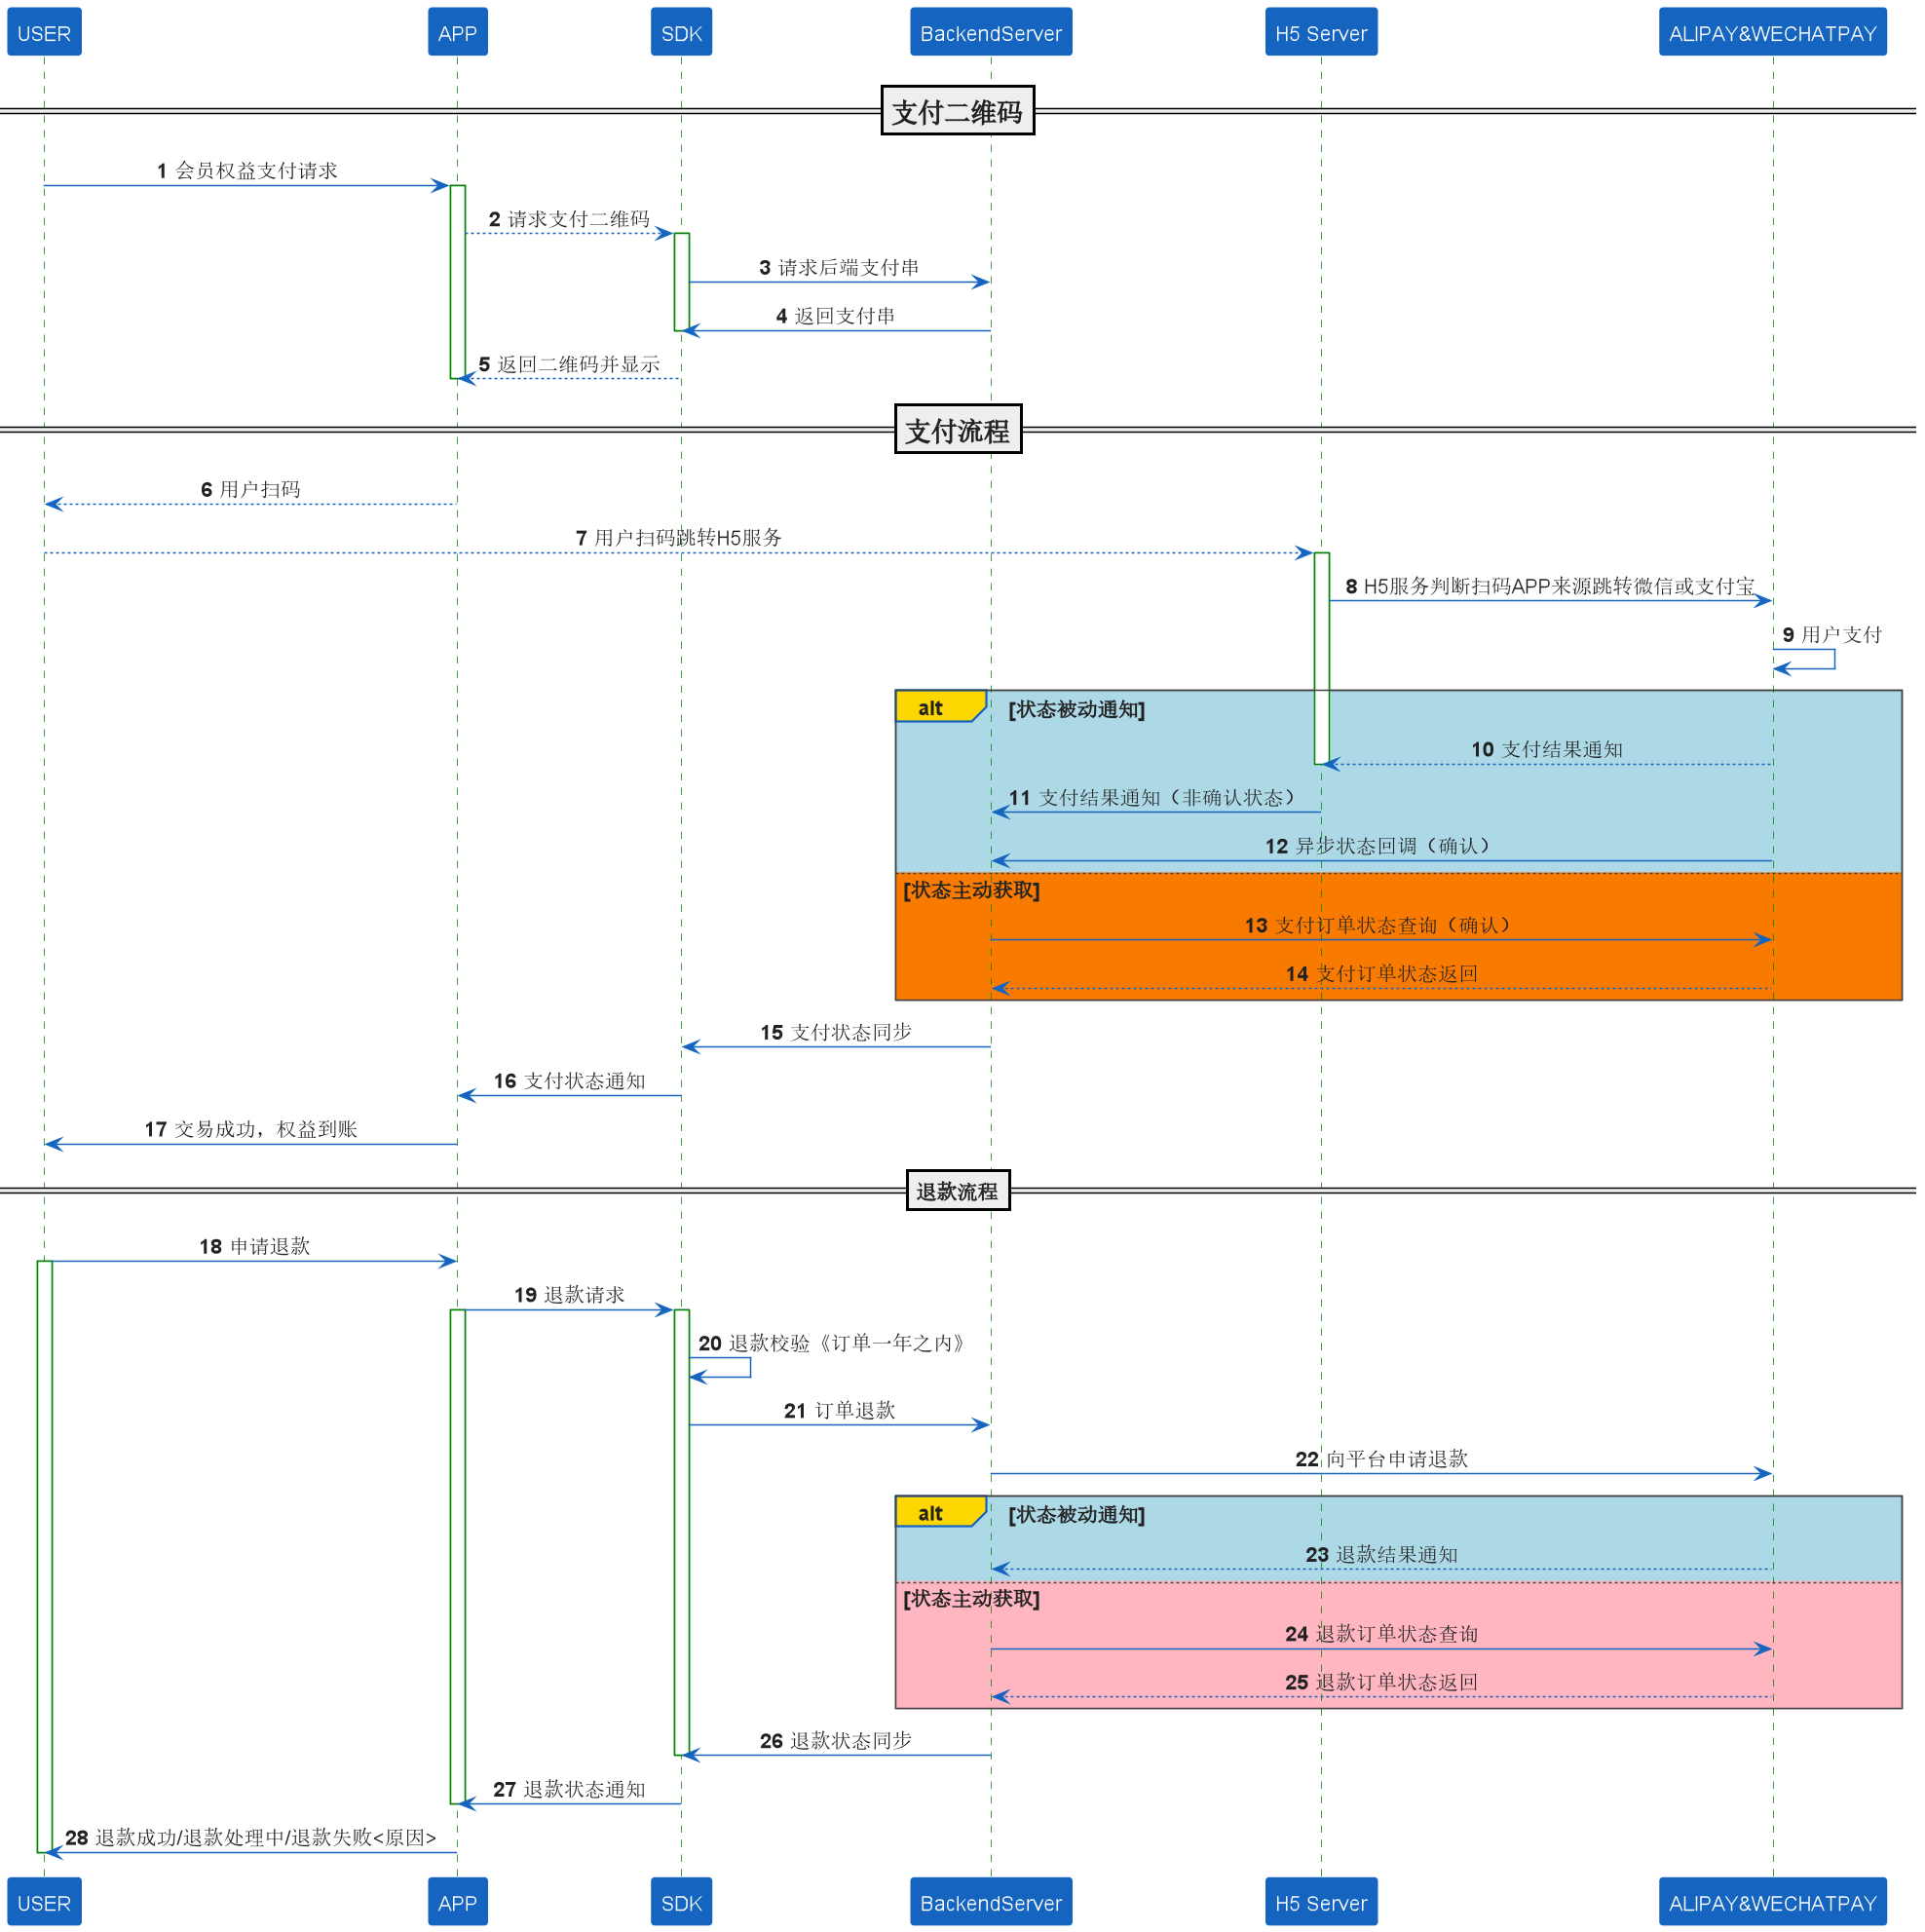 USER APP SDK BackendServer H5 Server ALIPAY&WECHATPAY
支付二维码
1 会员权益支付请求
2 请求支付二维码
3 请求后端支付串
4 返回支付串
5 返回二维码并显示
支付流程
6 用户扫码
7 用户扫码跳转H5服务
8 H5服务判断扫码APP来源跳转微信或支付宝
9 用户支付
alt [状态被动通知]
10 支付结果通知
11 支付结果通知（非确认状态）
12 异步状态回调（确认）
[状态主动获取]
13 支付订单状态查询（确认）
14 支付订单状态返回
15 支付状态同步
16 支付状态通知
17 交易成功，权益到账
退款流程
18 申请退款
19 退款请求
20 退款校验《订单一年之内》
21 订单退款
22 向平台申请退款
alt [状态被动通知]
23 退款结果通知
[状态主动获取]
24 退款订单状态查询
25 退款订单状态返回
26 退款状态同步
27 退款状态通知
28 退款成功/退款处理中/退款失败<原因>
USER APP SDK BackendServer H5 Server ALIPAY&WECHATPAY